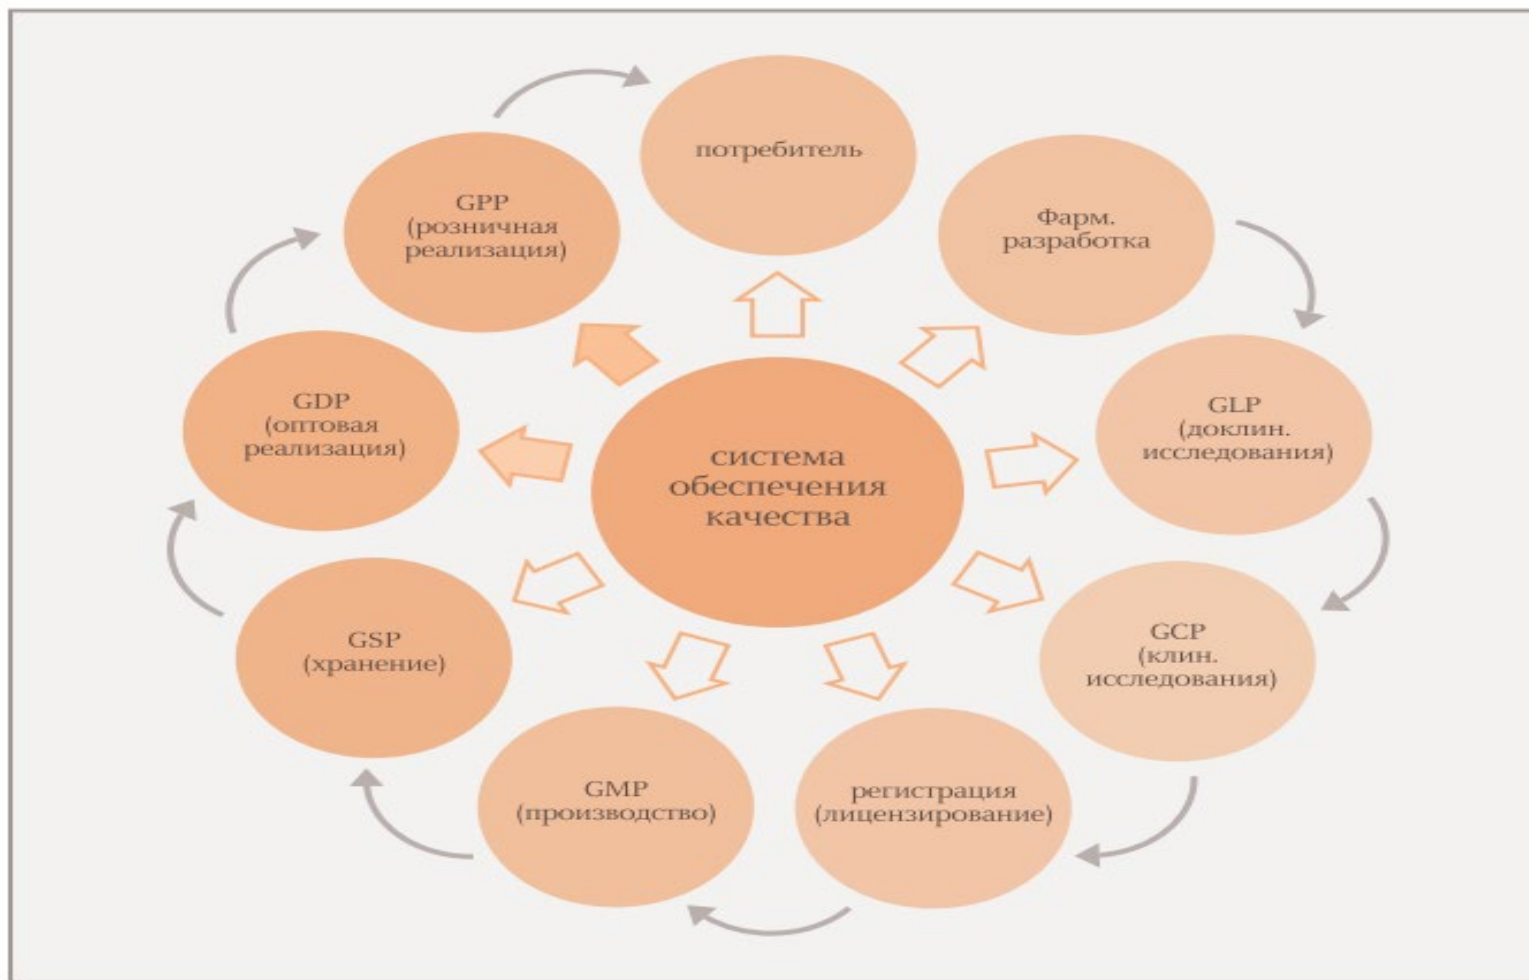 потребитель
Фарм.
разработка
GLP
(доклин.
исследования)
GCP
(клин.
исследования)
регистрация
(лицензирование)
GMP
(производство)
GSP
(хранение)
GDP
(оптовая
реализация)
GPP
(розничная
реализация)
система
обеспечения
качества